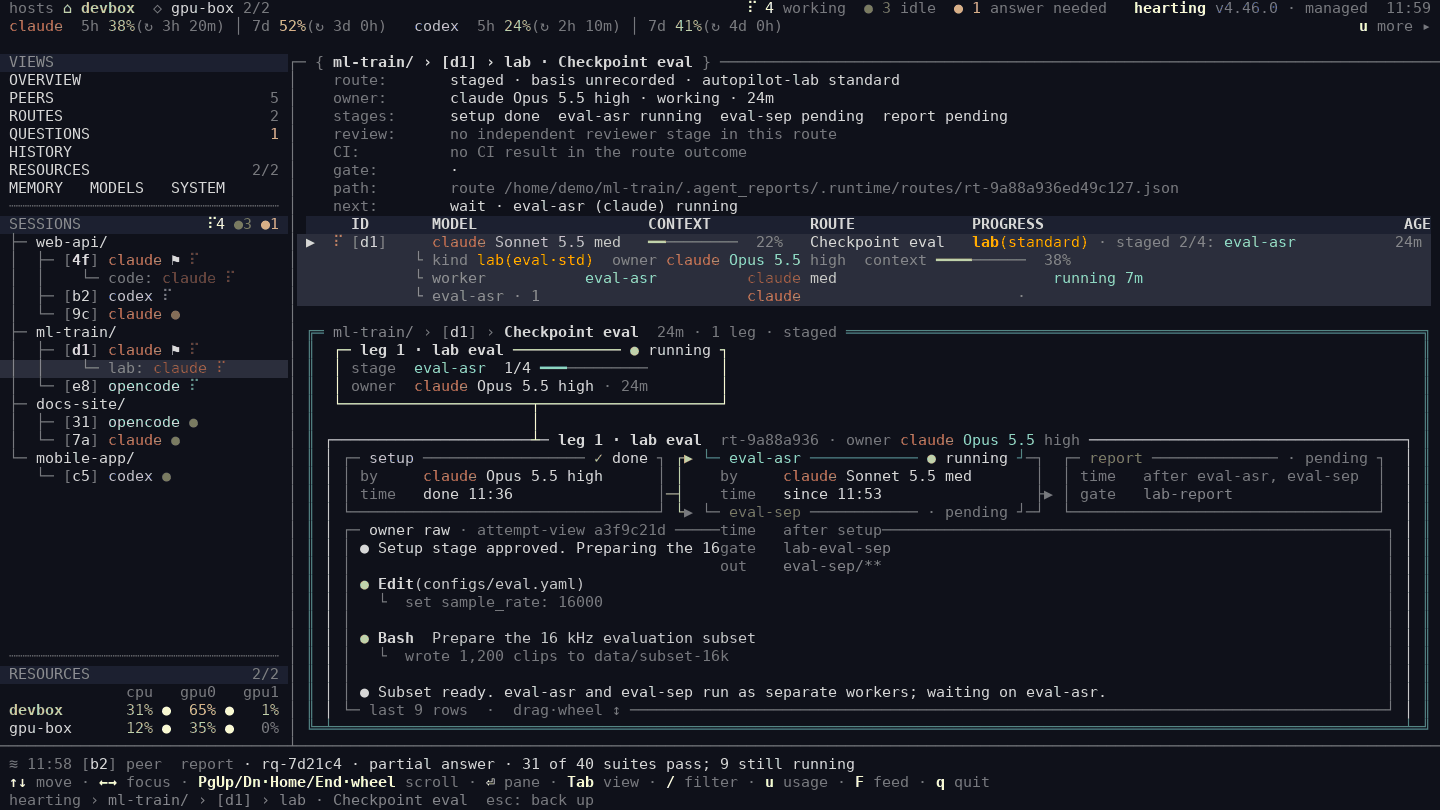 hosts ⌂ devbox ◇ gpu-box 2/2 ⠏ 4 working ● 3 idle ● 1 answer needed hearting v4.46.0 · managed 11:59
claude 5h 38%(↻ 3h 20m) │ 7d 52%(↻ 3d 0h) codex 5h 24%(↻ 2h 10m) │ 7d 41%(↻ 4d 0h) u more ▸
VIEWS
OVERVIEW
PEERS 5
ROUTES 2
QUESTIONS 1
HISTORY
RESOURCES 2/2
MEMORY MODELS SYSTEM
SESSIONS ⠏4 ●3 ●1
web-api/
[4f] claude ⚑ ⠏
code: claude ⠏
[b2] codex ⠏
[9c] claude ●
ml-train/
[d1] claude ⚑ ⠏
lab: claude ⠏
[e8] opencode ⠏
docs-site/
[31] opencode ●
[7a] claude ●
mobile-app/
[c5] codex ●
RESOURCES 2/2
cpu gpu0 gpu1
devbox 31% ● 65% ● 1%
gpu-box 12% ● 35% ● 0%
{ ml-train/ › [d1] › lab · Checkpoint eval }
route: staged · basis unrecorded · autopilot-lab standard
owner: claude Opus 5.5 high · working · 24m
stages: setup done eval-asr running eval-sep pending report pending
review: no independent reviewer stage in this route
CI: no CI result in the route outcome
gate: ·
path: route /home/demo/ml-train/.agent_reports/.runtime/routes/rt-9a88a936ed49c127.json
next: wait · eval-asr (claude) running
ID MODEL CONTEXT ROUTE PROGRESS AGE
▶ ⠏ [d1] claude Sonnet 5.5 med 22% Checkpoint eval lab(standard) · staged 2/4: eval-asr 24m
└ kind lab(eval·std) owner claude Opus 5.5 high context 38%
└ worker eval-asr claude med running 7m
└ eval-asr · 1 claude ·
ml-train/ › [d1] › Checkpoint eval 24m · 1 leg · staged
leg 1 · lab eval ● running
stage eval-asr 1/4
owner claude Opus 5.5 high · 24m
leg 1 · lab eval rt-9a88a936 · owner claude Opus 5.5 high
setup ✓ done ▶ eval-asr ● running report · pending
by claude Opus 5.5 high by claude Sonnet 5.5 med time after eval-asr, eval-sep
time done 11:36 time since 11:53 ▶ gate lab-report
▶ eval-sep · pending
owner raw · attempt-view a3f9c21d time after setup
● Setup stage approved. Preparing the 16gate lab-eval-sep
out eval-sep/**
● Edit(configs/eval.yaml)
└ set sample_rate: 16000
● Bash Prepare the 16 kHz evaluation subset
└ wrote 1,200 clips to data/subset-16k
● Subset ready. eval-asr and eval-sep run as separate workers; waiting on eval-asr.
last 9 rows · drag·wheel ↕
≋ 11:58 [b2] peer report · rq-7d21c4 · partial answer · 31 of 40 suites pass; 9 still running
↑↓ move · ←→ focus · PgUp/Dn·Home/End·wheel scroll · ⏎ pane · Tab view · / filter · u usage · F feed · q quit
hearting › ml-train/ › [d1] › lab · Checkpoint eval esc: back up